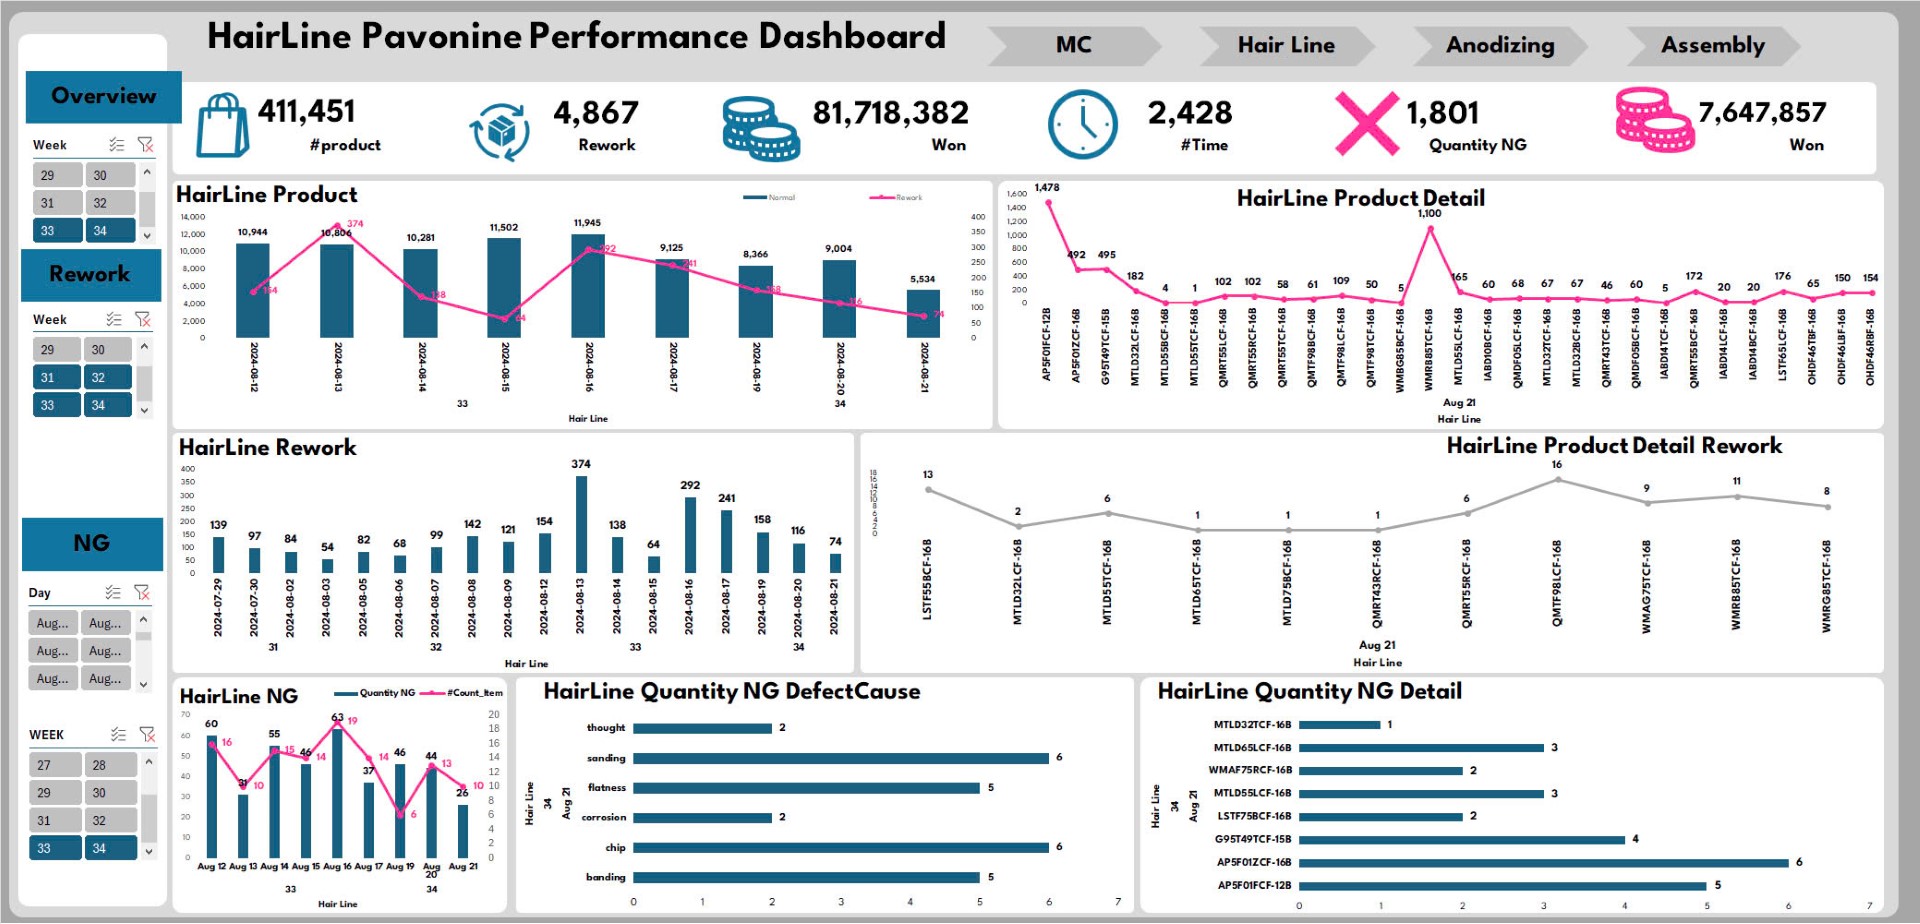 HairLine Pavonine Performance Dashboard
MC
Hair Line
Anodizing
Assembly
Overview
411,451
#product
4,867
Rework
81,718,382
Won
2,428
#Time
1,801
Quantity NG
7,647,857
Won
Week
29 30
31 32
33 34
Rework
Week
29 30
31 32
33 34
NG
Day
Aug... Aug...
Aug... Aug...
Aug... Aug...
WEEK
27 28
29 30
31 32
33 34
HairLine Product
Normal Rework
14,000
12,000
10,000
8,000
6,000
4,000
2,000
0
10,944 10,806 10,281 11,502 11,945 9,125 8,366 9,004 5,534
154 374 138 64 292 241 158 116 74
400
350
300
250
200
150
100
50
0
2024-08-12 2024-08-13 2024-08-14 2024-08-15 2024-08-16 2024-08-17 2024-08-19 2024-08-20 2024-08-21
33 34
Hair Line
HairLine Product Detail
1,600
1,400
1,200
1,000
800
600
400
200
0
1,478 492 495 182 4 1 102 102 58 61 109 50 5 1,100 165 60 68 67 67 46 60 5 172 20 20 176 65 150 154
AP5F01FCF-12B AP5F01ZCF-16B G95T49TCF-15B MTLD32LCF-16B MTLD55BCF-16B MTLD55TCF-16B QMRT55LCF-16B QMRT55RCF-16B QMRT55TCF-16B QMTF98BCF-16B QMTF98LCF-16B QMTF98TCF-16B WMBG85BCF-16B WMRB85TCF-16B MTLD55LCF-16B IABD10BCF-16B QMDF05LCF-16B MTLD32TCF-16B MTLD32BCF-16B QMRT43TCF-16B QMDF05BCF-16B IABD14TCF-16B QMRT55BCF-16B IABD14LCF-16B IABD14BCF-16B LSTF65LCF-16B OHDF46TBF-16B OHDF46LBF-16B OHDF46RBF-16B
Aug 21
Hair Line
HairLine Rework
400
350
300
250
200
150
100
50
0
139 97 84 54 82 68 99 142 121 154 374 138 64 292 241 158 116 74
2024-07-29 2024-07-30 2024-08-02 2024-08-03 2024-08-05 2024-08-06 2024-08-07 2024-08-08 2024-08-09 2024-08-12 2024-08-13 2024-08-14 2024-08-15 2024-08-16 2024-08-17 2024-08-19 2024-08-20 2024-08-21
31 32 33 34
Hair Line
HairLine Product Detail Rework
18
16
14
12
10
8
6
4
2
0
13 2 6 1 1 1 6 16 9 11 8
LSTF55BCF-16B MTLD32LCF-16B MTLD55TCF-16B MTLD65TCF-16B MTLD75BCF-16B QMRT43RCF-16B QMRT55RCF-16B QMTF98LCF-16B WMAG75TCF-16B WMRB85TCF-16B WMRG85TCF-16B
Aug 21
Hair Line
HairLine NG
Quantity NG #Count_Item
70
60
50
40
30
20
10
0
60 31 55 46 63 37 46 44 26
16 10 15 14 19 14 6 13 10
20
18
16
14
12
10
8
6
4
2
0
Aug 12 Aug 13 Aug 14 Aug 15 Aug 16 Aug 17 Aug 19 Aug 20 Aug 21
33 34
Hair Line
HairLine Quantity NG DefectCause
Hair Line
34
Aug 21
thought 2
sanding 6
flatness 5
corrosion 2
chip 6
banding 5
0 1 2 3 4 5 6 7
HairLine Quantity NG Detail
Hair Line
34
Aug 21
MTLD32TCF-16B 1
MTLD65LCF-16B 3
WMAF75RCF-16B 2
MTLD55LCF-16B 3
LSTF75BCF-16B 2
G95T49TCF-15B 4
AP5F01ZCF-16B 6
AP5F01FCF-12B 5
0 1 2 3 4 5 6 7